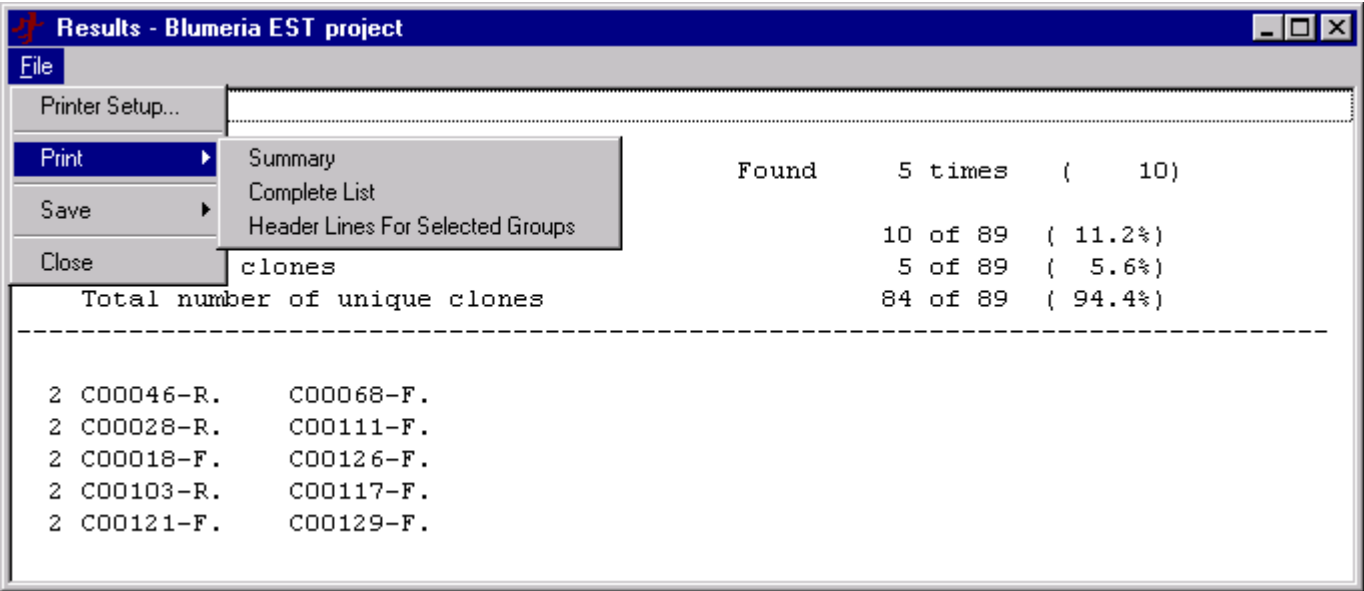 Results - Blumeria EST project
File
Printer Setup...
Print
Summary
Complete List
Header Lines For Selected Groups
Save
Close
Found 5 times ( 10)
10 of 89 ( 11.2%)
clones 5 of 89 ( 5.6%)
Total number of unique clones 84 of 89 ( 94.4%)
--------------------------------------------------------------------------------
2 C00046-R. C00068-F.
2 C00028-R. C00111-F.
2 C00018-F. C00126-F.
2 C00103-R. C00117-F.
2 C00121-F. C00129-F.